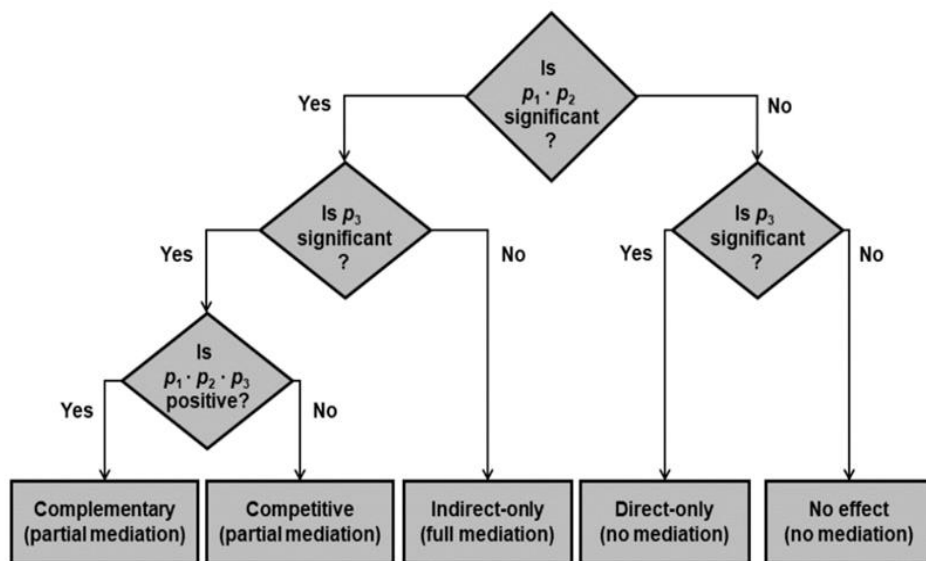 Is
p₁ · p₂
significant
?
Yes
No
Is p₃
significant
?
Yes
No
Is p₃
significant
?
Yes
No
Is
p₁ · p₂ · p₃
positive?
Yes
No
Complementary
(partial mediation)
Competitive
(partial mediation)
Indirect-only
(full mediation)
Direct-only
(no mediation)
No effect
(no mediation)